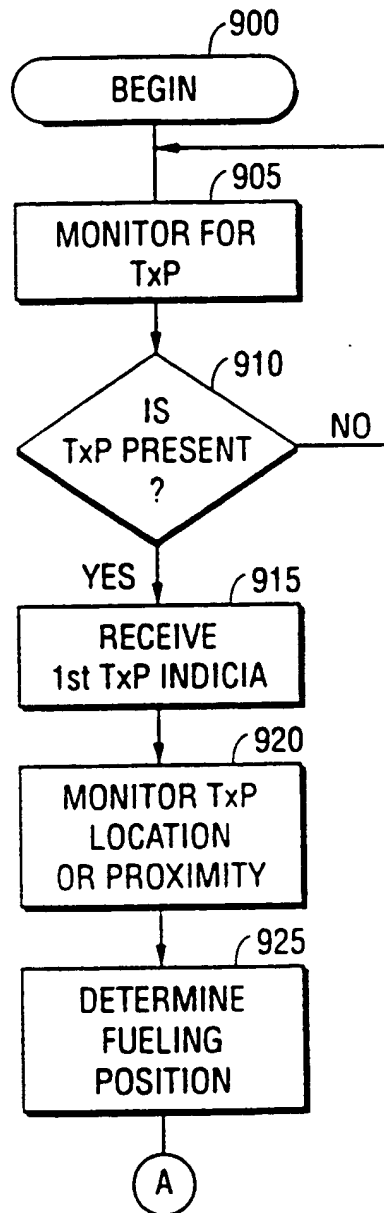 900
BEGIN
905
MONITOR FOR
TxP
910
IS
TxP PRESENT
?
NO
YES
915
RECEIVE
1st TxP INDICIA
920
MONITOR TxP
LOCATION
OR PROXIMITY
925
DETERMINE
FUELING
POSITION
A